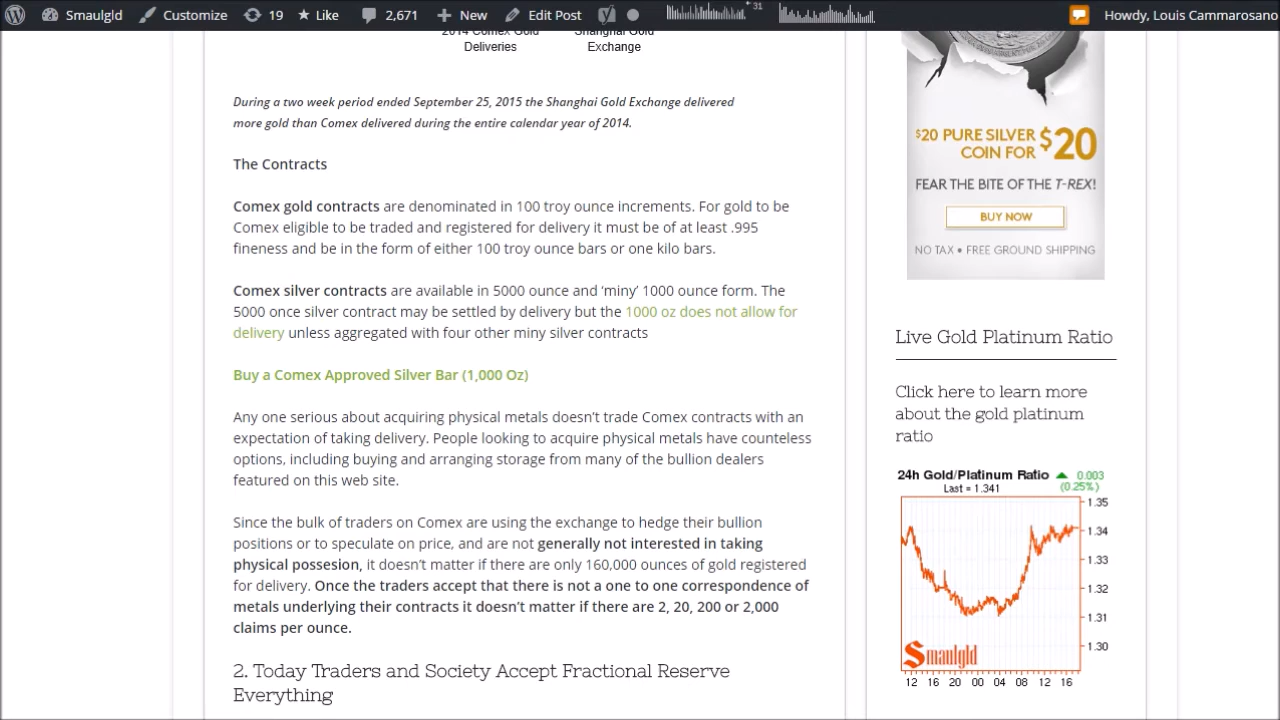 Smaulgld
Customize
19
Like
2,671
New
Edit Post
31
Howdy, Louis Cammarosano
2014 Comex Gold
Deliveries
Shanghai Gold
Exchange
During a two week period ended September 25, 2015 the Shanghai Gold Exchange delivered
more gold than Comex delivered during the entire calendar year of 2014.
The Contracts
Comex gold contracts are denominated in 100 troy ounce increments. For gold to be
Comex eligible to be traded and registered for delivery it must be of at least .995
fineness and be in the form of either 100 troy ounce bars or one kilo bars.
Comex silver contracts are available in 5000 ounce and ‘miny’ 1000 ounce form. The
5000 once silver contract may be settled by delivery but the 1000 oz does not allow for
delivery unless aggregated with four other miny silver contracts
Buy a Comex Approved Silver Bar (1,000 Oz)
Any one serious about acquiring physical metals doesn’t trade Comex contracts with an
expectation of taking delivery. People looking to acquire physical metals have counteless
options, including buying and arranging storage from many of the bullion dealers
featured on this web site.
Since the bulk of traders on Comex are using the exchange to hedge their bullion
positions or to speculate on price, and are not generally not interested in taking
physical possesion, it doesn’t matter if there are only 160,000 ounces of gold registered
for delivery. Once the traders accept that there is not a one to one correspondence of
metals underlying their contracts it doesn’t matter if there are 2, 20, 200 or 2,000
claims per ounce.
2. Today Traders and Society Accept Fractional Reserve
Everything
$20 PURE SILVER
COIN FOR $20
FEAR THE BITE OF THE T-REX!
BUY NOW
NO TAX • FREE GROUND SHIPPING
Live Gold Platinum Ratio
Click here to learn more
about the gold platinum
ratio
24h Gold/Platinum Ratio 0.003
Last = 1.341 (0.25%)
1.35
1.34
1.33
1.32
1.31
1.30
Smaulgld
12 16 20 00 04 08 12 16